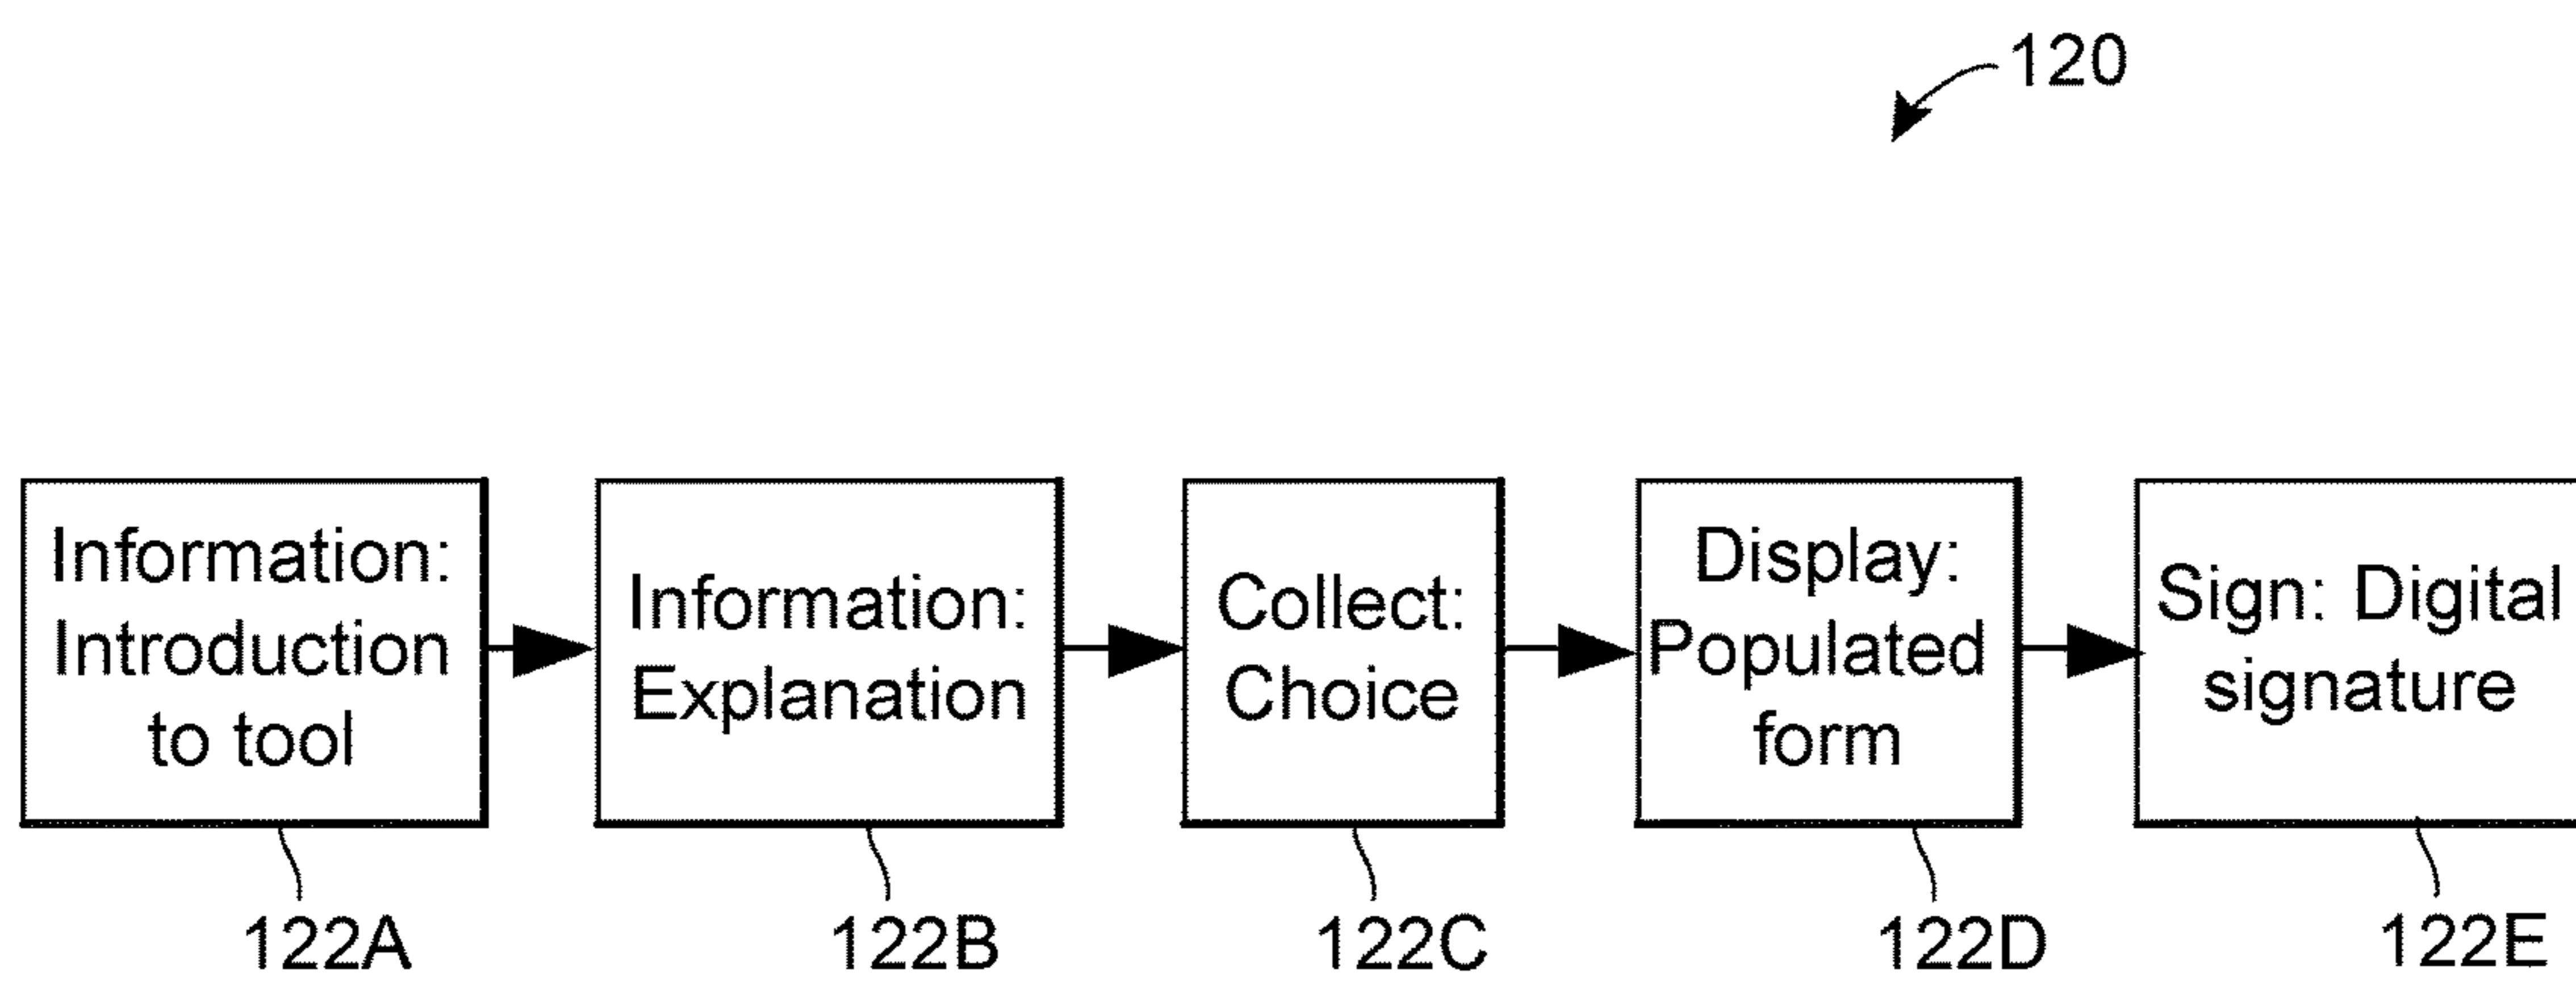 120
Information:
Introduction
to tool
Information:
Explanation
Collect:
Choice
Display:
Populated
form
Sign: Digital
signature
122A
122B
122C
122D
122E